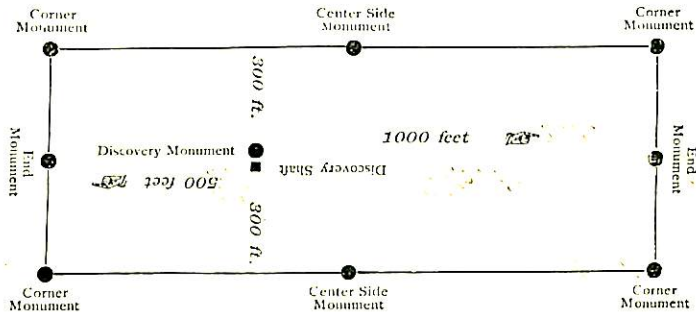 Corner
Monument
Center Side
Monument
Corner
Monument
300 ft.
1000 feet
End
Monument
Discovery Monument
Discovery Shaft
End
Monument
500 feet
300 ft.
Corner
Monument
Center Side
Monument
Corner
Monument